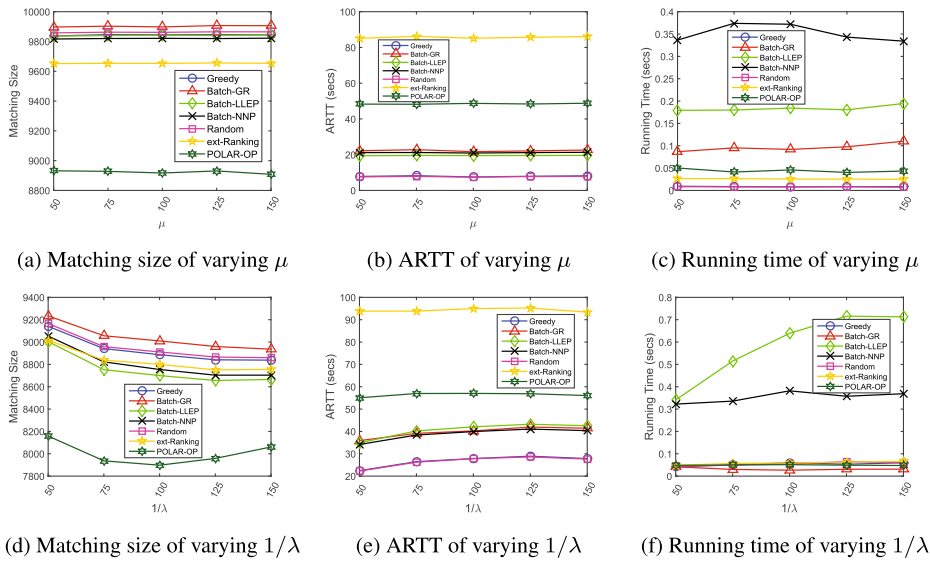 10000
9800
9600
9400
9200
9000
8800
Matching Size
50 75 100 125 150
μ
Greedy
Batch-GR
Batch-LLEP
Batch-NNP
Random
ext-Ranking
POLAR-OP
(a) Matching size of varying μ
100
80
60
40
20
0
ARTT (secs)
50 75 100 125 150
μ
Greedy
Batch-GR
Batch-LLEP
Batch-NNP
Random
ext-Ranking
POLAR-OP
(b) ARTT of varying μ
0.4
0.35
0.3
0.25
0.2
0.15
0.1
0.05
0
Running Time (secs)
50 75 100 125 150
μ
Greedy
Batch-GR
Batch-LLEP
Batch-NNP
Random
ext-Ranking
POLAR-OP
(c) Running time of varying μ
9400
9200
9000
8800
8600
8400
8200
8000
7800
Matching Size
50 75 100 125 150
1/λ
Greedy
Batch-GR
Batch-LLEP
Batch-NNP
Random
ext-Ranking
POLAR-OP
(d) Matching size of varying 1/λ
100
90
80
70
60
50
40
30
20
ARTT (secs)
50 75 100 125 150
1/λ
Greedy
Batch-GR
Batch-LLEP
Batch-NNP
Random
ext-Ranking
POLAR-OP
(e) ARTT of varying 1/λ
0.8
0.7
0.6
0.5
0.4
0.3
0.2
0.1
0
Running Time (secs)
50 75 100 125 150
1/λ
Greedy
Batch-GR
Batch-LLEP
Batch-NNP
Random
ext-Ranking
POLAR-OP
(f) Running time of varying 1/λ